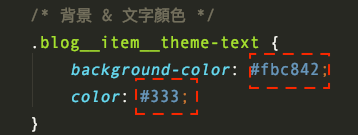 /* 背景 & 文字顏色 */
.blog__item__theme-text {
background-color: #fbc842;
color: #333;
}